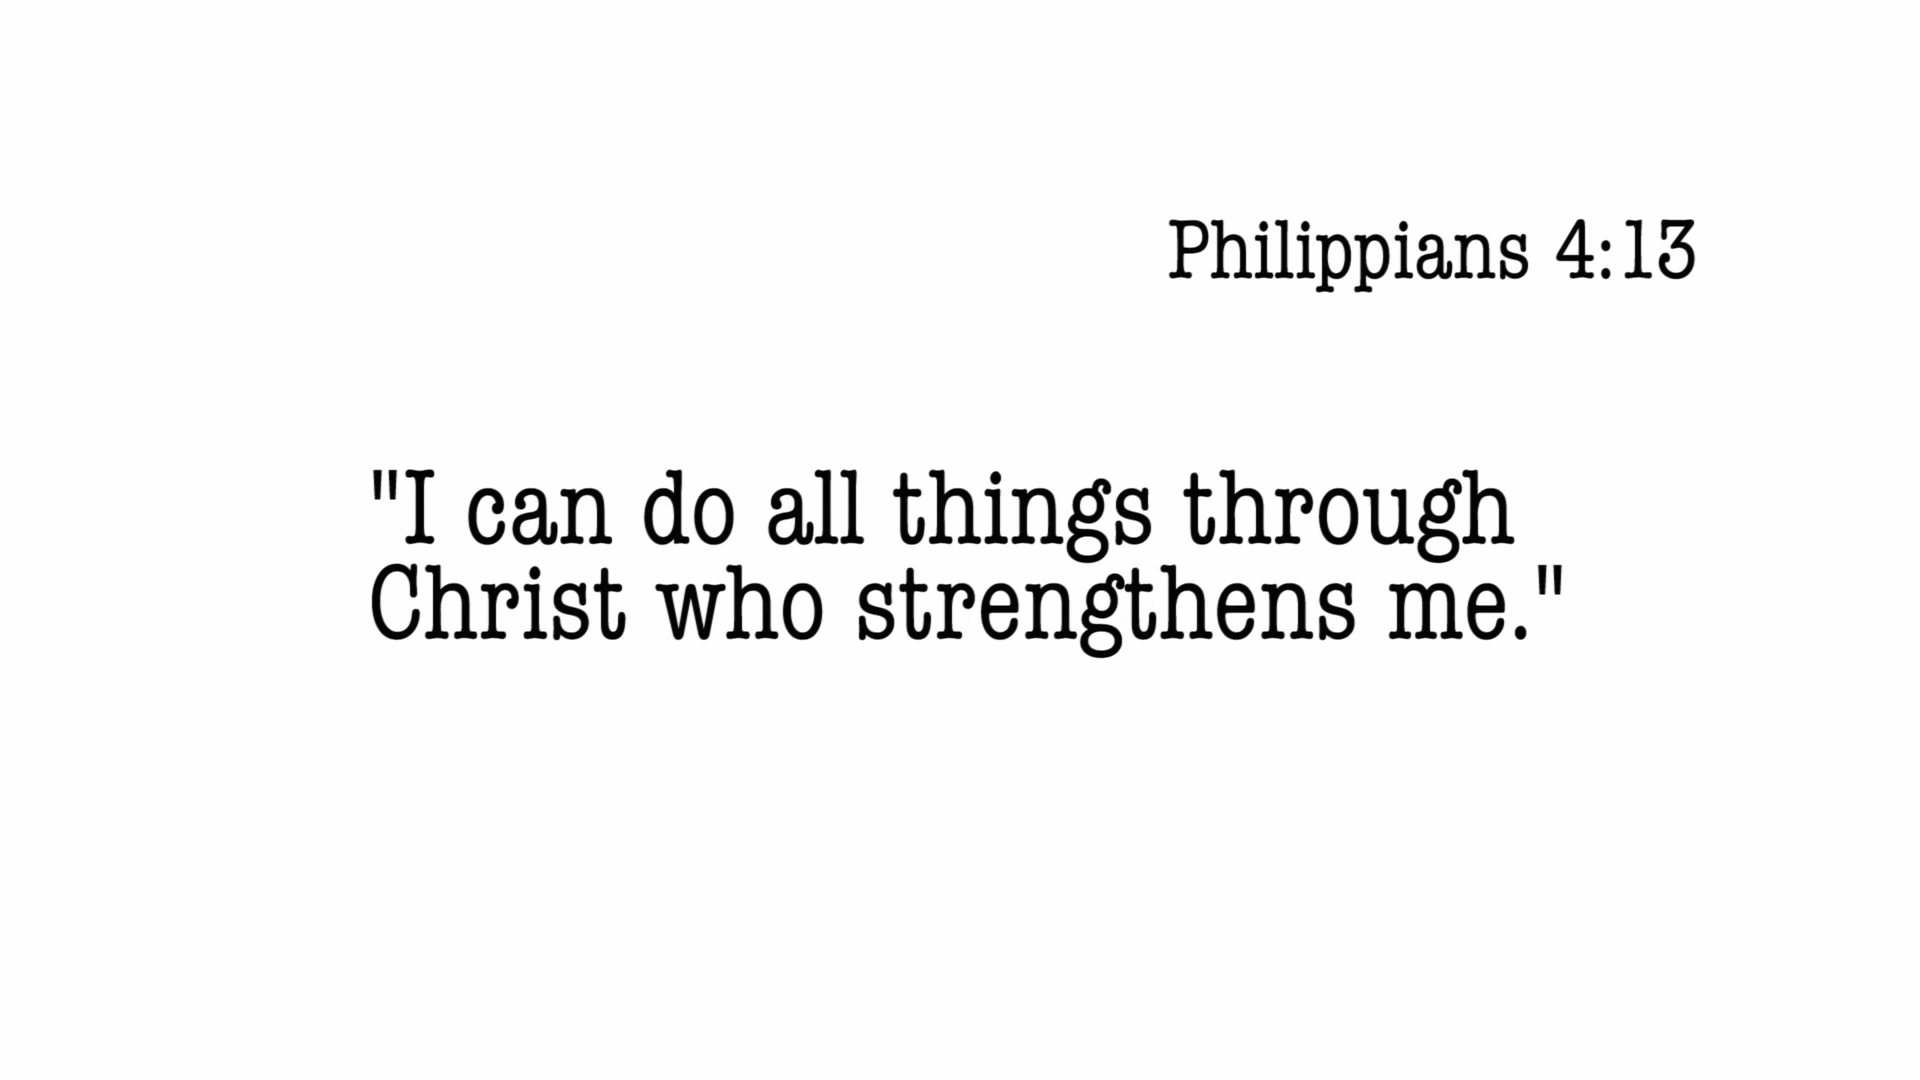 Philippians 4:13
"I can do all things through
Christ who strengthens me."